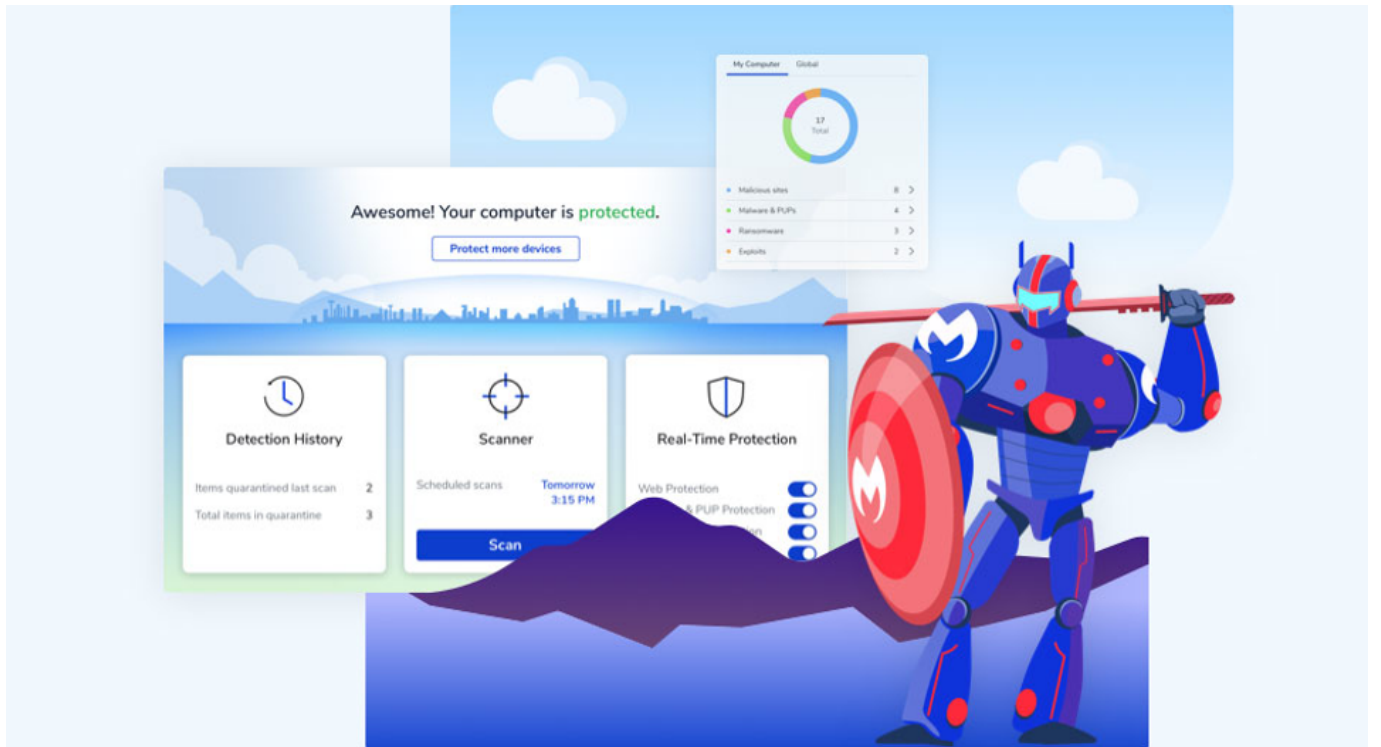 My Computer Global
17
Total
Malicious sites 8
Malware & PUPs 4
Ransomware 3
Exploits 2
Awesome! Your computer is protected.
Protect more devices
Detection History
Items quarantined last scan 2
Total items in quarantine 3
Scanner
Scheduled scans Tomorrow
3:15 PM
Scan
Real-Time Protection
Web Protection
& PUP Protection